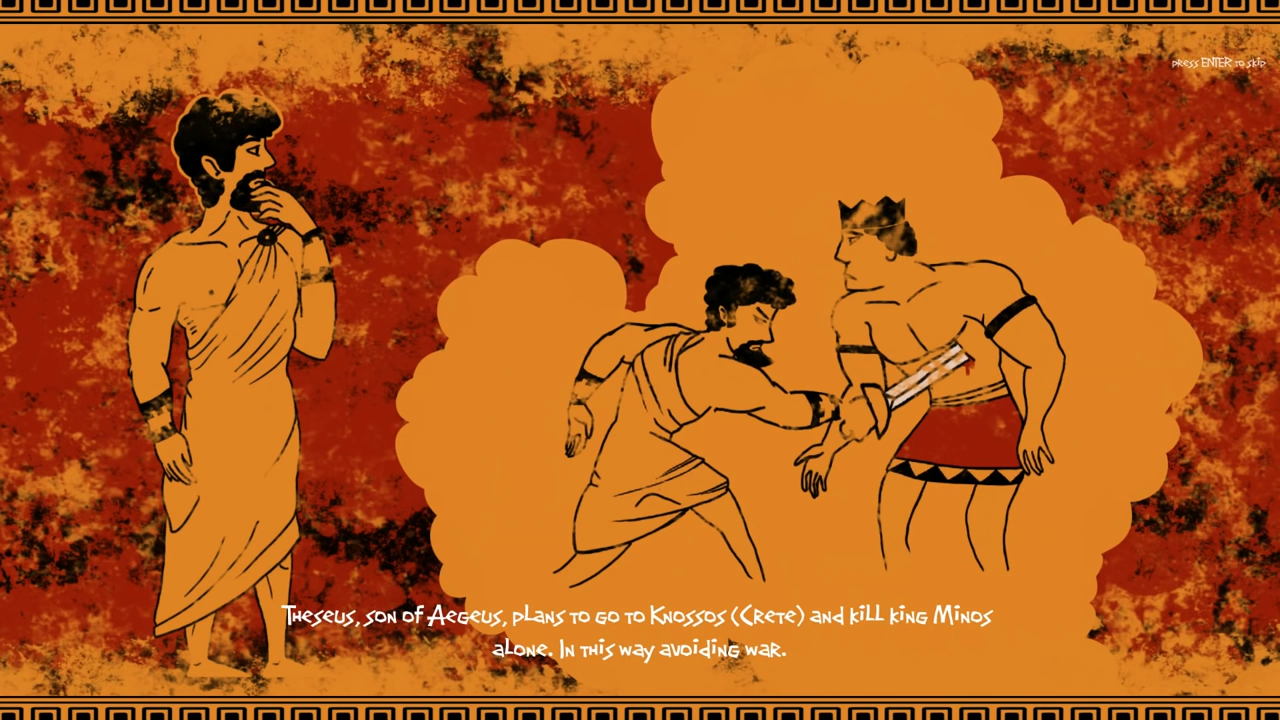 press ENTER to skip
Theseus, son of Aegeus, plans to go to Knossos (Crete) and kill king Minos
alone. In this way avoiding war.